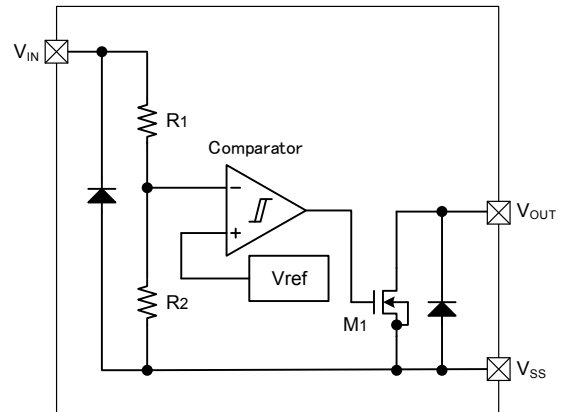 VIN
R1
Comparator
−
+
Vref
R2
M1
VOUT
VSS